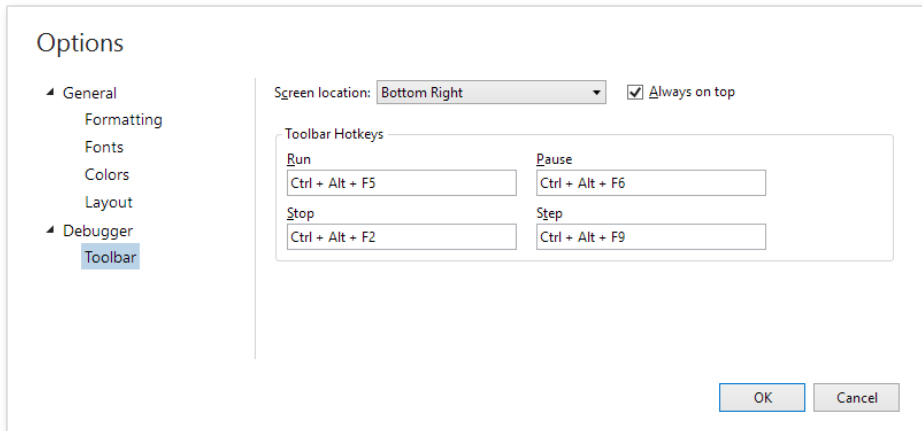 Options
General
Formatting
Fonts
Colors
Layout
Debugger
Toolbar
Screen location: Bottom Right Always on top
Toolbar Hotkeys
Run Pause
Ctrl + Alt + F5 Ctrl + Alt + F6
Stop Step
Ctrl + Alt + F2 Ctrl + Alt + F9
OK Cancel